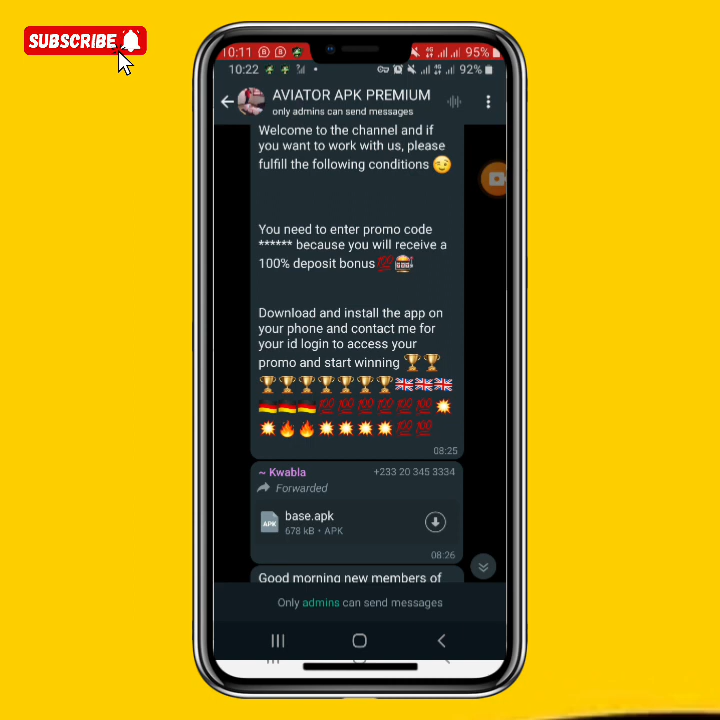 SUBSCRIBE
10:11
95%
10:22
92%
AVIATOR APK PREMIUM
only admins can send messages
Welcome to the channel and if
you want to work with us, please
fulfill the following conditions 😉
You need to enter promo code
****** because you will receive a
100% deposit bonus💯🎰
Download and install the app on
your phone and contact me for
your id login to access your
promo and start winning 🏆🏆
🏆🏆🏆🏆🏆🏆🏆🇬🇧🇬🇧🇬🇧
🇩🇪🇩🇪🇩🇪💯💯💯💯💯💯💥
💥🔥🔥💥💥💥💥💯💯
08:25
~ Kwabla +233 20 345 3334
Forwarded
APK
base.apk
678 kB • APK
08:26
Good morning new members of
Only admins can send messages